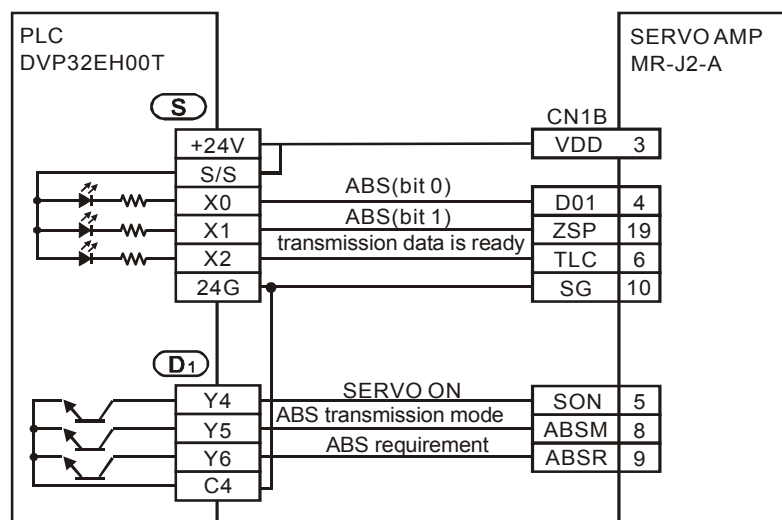 PLC
DVP32EH00T
SERVO AMP
MR-J2-A
S
CN1B
+24V
VDD 3
S/S
ABS(bit 0)
X0
D01 4
ABS(bit 1)
X1
ZSP 19
transmission data is ready
X2
TLC 6
24G
SG 10
D1
SERVO ON
Y4
SON 5
ABS transmission mode
Y5
ABSM 8
ABS requirement
Y6
ABSR 9
C4